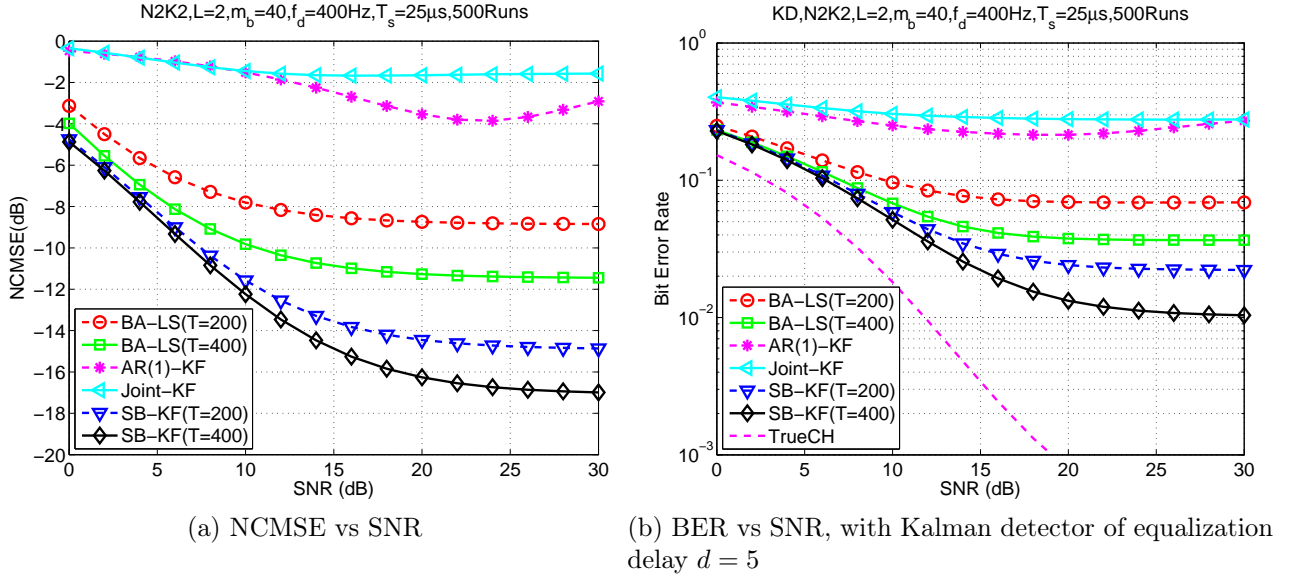 N2K2,L=2,m_b=40,f_d=400Hz,T_s=25μs,500Runs
0
−2
−4
−6
−8
−10
−12
−14
−16
−18
−20
NCMSE(dB)
BA−LS(T=200)
BA−LS(T=400)
AR(1)−KF
Joint−KF
SB−KF(T=200)
SB−KF(T=400)
0 5 10 15 20 25 30
SNR (dB)
(a) NCMSE vs SNR
KD,N2K2,L=2,m_b=40,f_d=400Hz,T_s=25μs,500Runs
10^0
10^−1
10^−2
10^−3
Bit Error Rate
BA−LS(T=200)
BA−LS(T=400)
AR(1)−KF
Joint−KF
SB−KF(T=200)
SB−KF(T=400)
TrueCH
0 5 10 15 20 25 30
SNR (dB)
(b) BER vs SNR, with Kalman detector of equalization
delay d = 5